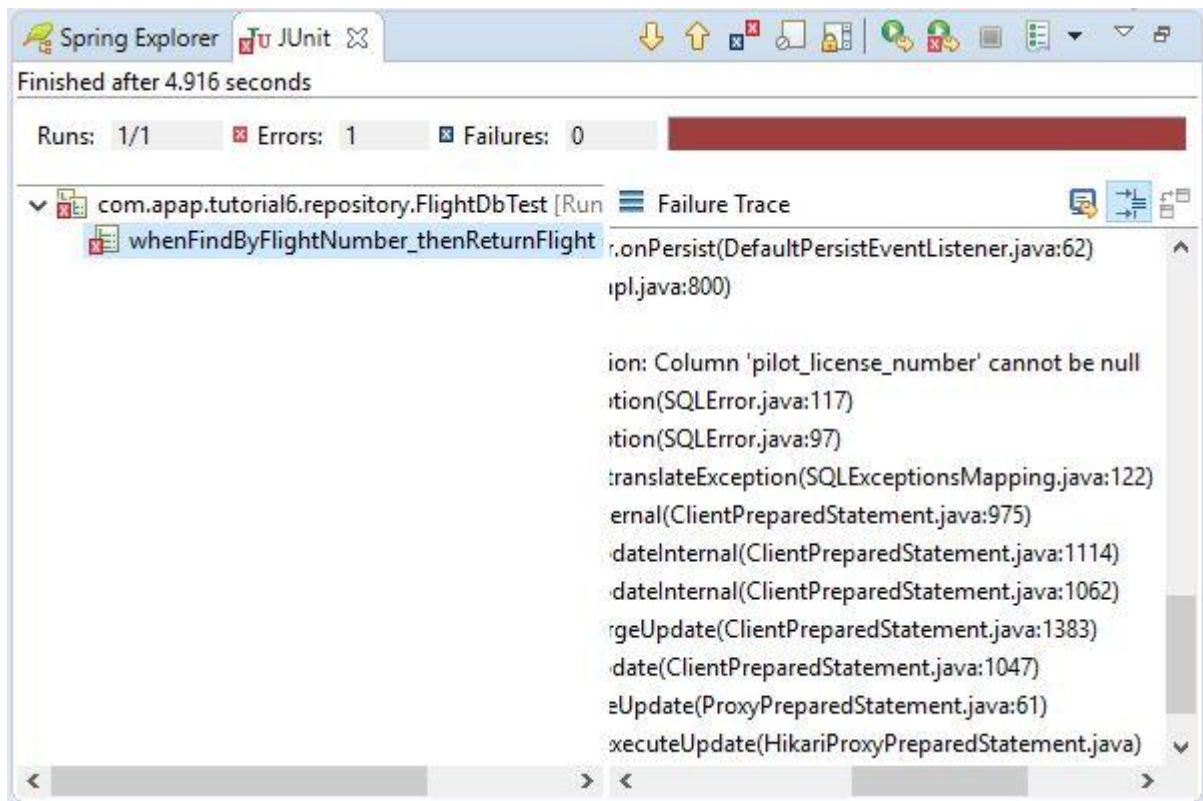 Spring Explorer JUnit
Finished after 4.916 seconds
Runs: 1/1 Errors: 1 Failures: 0
com.apap.tutorial6.repository.FlightDbTest [Run
whenFindByFlightNumber_thenReturnFlight
Failure Trace
r.onPersist(DefaultPersistEventListener.java:62)
ıpl.java:800)
ion: Column 'pilot_license_number' cannot be null
ıtion(SQLError.java:117)
ıtion(SQLError.java:97)
translateException(SQLExceptionsMapping.java:122)
ernal(ClientPreparedStatement.java:975)
dateInternal(ClientPreparedStatement.java:1114)
dateInternal(ClientPreparedStatement.java:1062)
rgeUpdate(ClientPreparedStatement.java:1383)
date(ClientPreparedStatement.java:1047)
eUpdate(ProxyPreparedStatement.java:61)
xecuteUpdate(HikariProxyPreparedStatement.java)